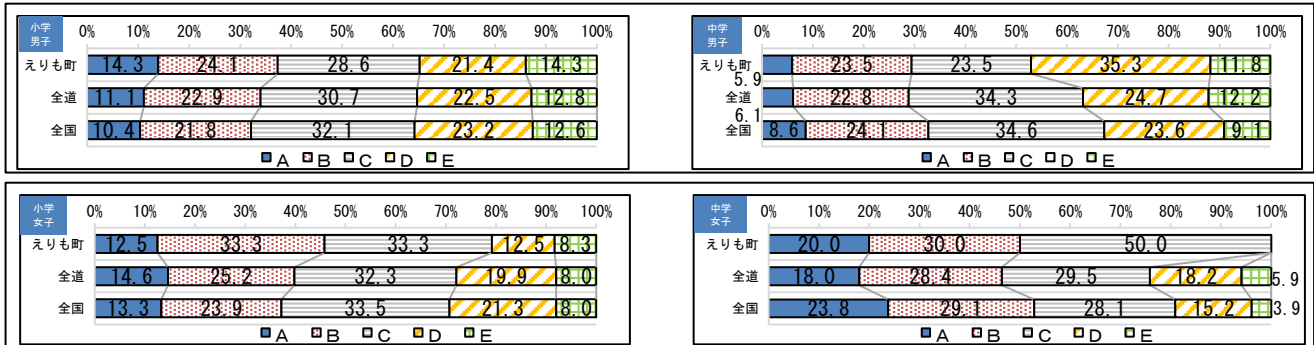 小学
男子
0% 10% 20% 30% 40% 50% 60% 70% 80% 90% 100%
えりも町 14.3 24.1 28.6 21.4 14.3
全道 11.1 22.9 30.7 22.5 12.8
全国 10.4 21.8 32.1 23.2 12.6
A B C D E
中学
男子
0% 10% 20% 30% 40% 50% 60% 70% 80% 90% 100%
えりも町 5.9 23.5 23.5 35.3 11.8
全道 6.1 22.8 34.3 24.7 12.2
全国 8.6 24.1 34.6 23.6 9.1
A B C D E
小学
女子
0% 10% 20% 30% 40% 50% 60% 70% 80% 90% 100%
えりも町 12.5 33.3 33.3 12.5 8.3
全道 14.6 25.2 32.3 19.9 8.0
全国 13.3 23.9 33.5 21.3 8.0
A B C D E
中学
女子
0% 10% 20% 30% 40% 50% 60% 70% 80% 90% 100%
えりも町 20.0 30.0 50.0
全道 18.0 28.4 29.5 18.2 5.9
全国 23.8 29.1 28.1 15.2 3.9
A B C D E